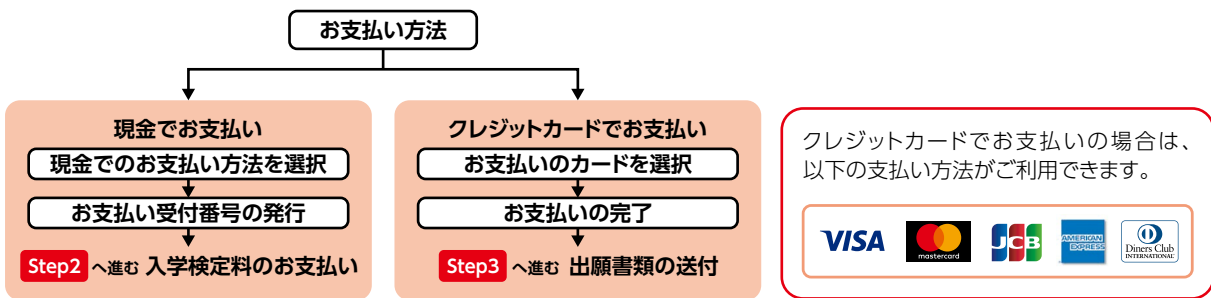 お支払い方法
現金でお支払い
現金でのお支払い方法を選択
お支払い受付番号の発行
Step2 へ進む 入学検定料のお支払い
クレジットカードでお支払い
お支払いのカードを選択
お支払いの完了
Step3 へ進む 出願書類の送付
クレジットカードでお支払いの場合は、
以下の支払い方法がご利用できます。
VISA
mastercard
JCB
AMERICAN
EXPRESS
Diners Club
INTERNATIONAL